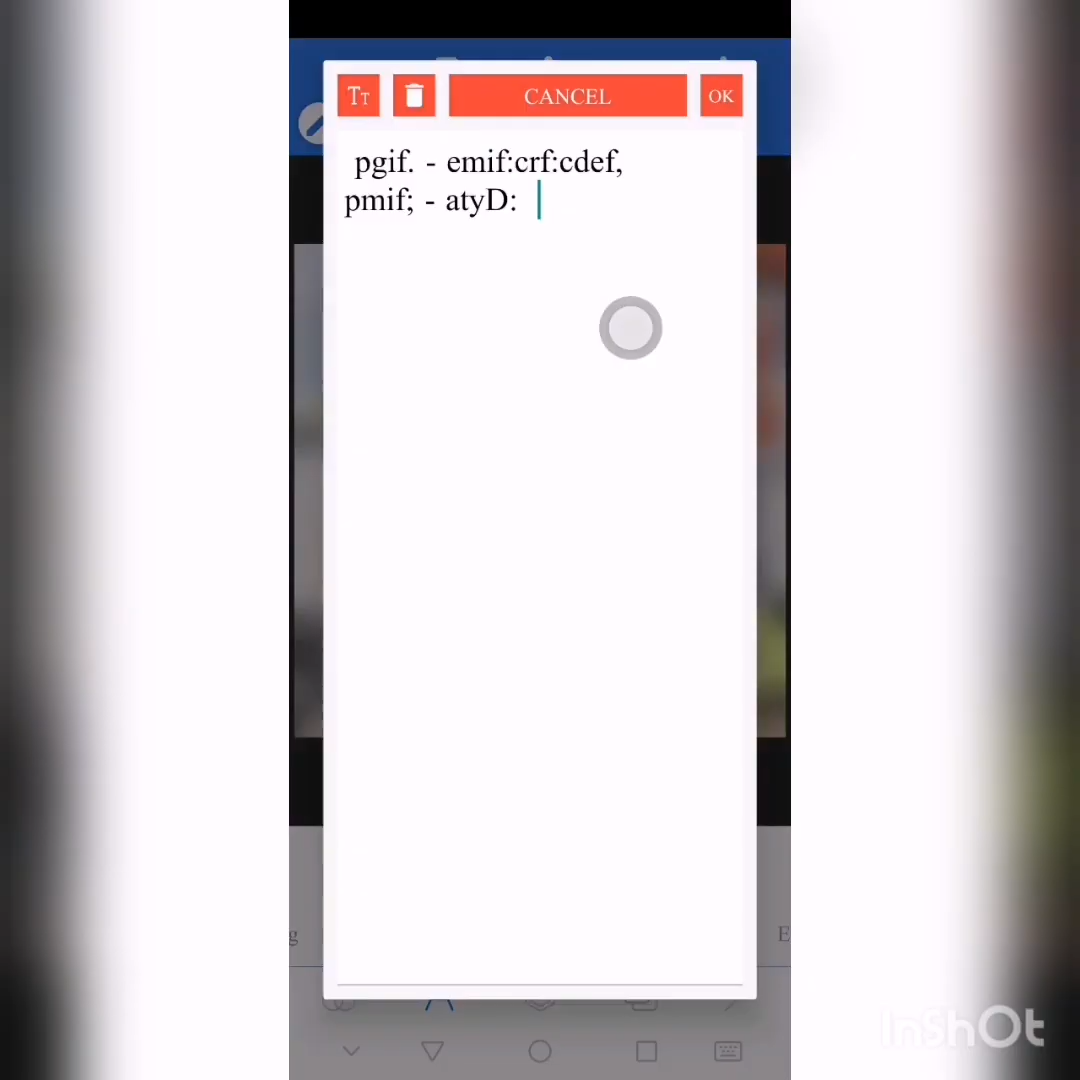 CANCEL
OK
pgif. - emif:crf:cdef,
pmif; - atyD:
InShOt